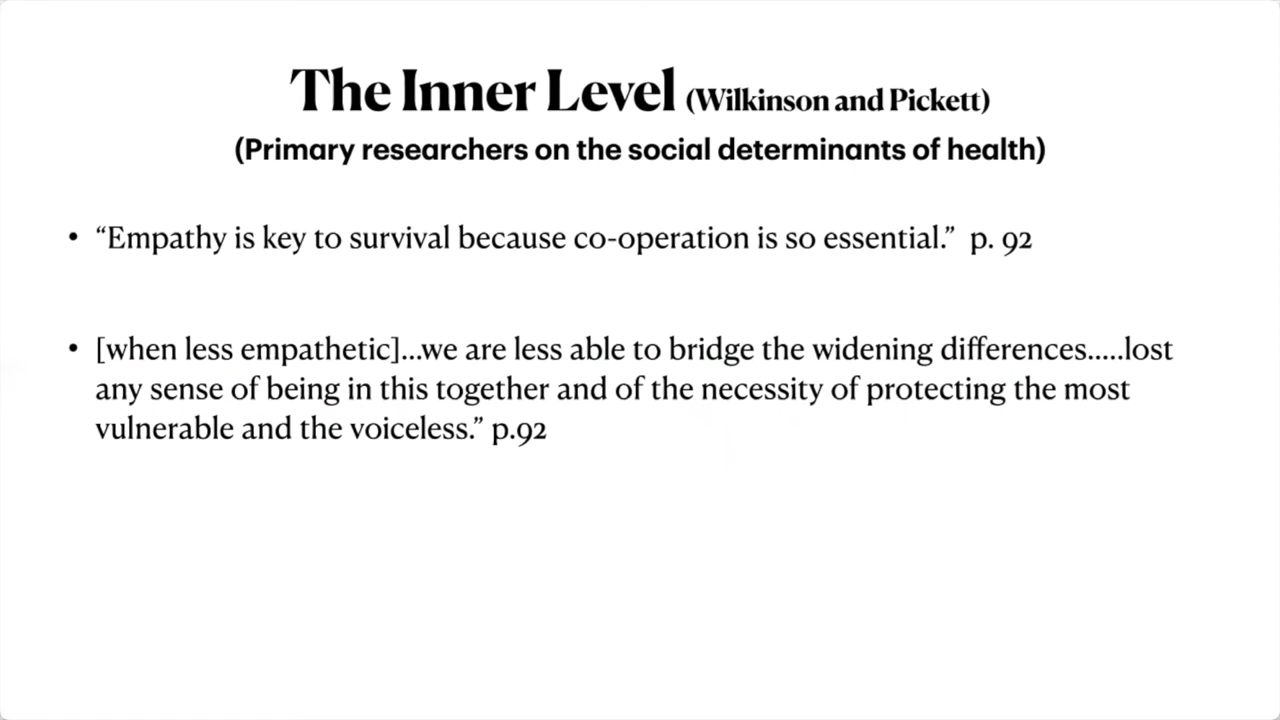 The Inner Level (Wilkinson and Pickett)
(Primary researchers on the social determinants of health)
• “Empathy is key to survival because co-operation is so essential.”  p. 92
• [when less empathetic]...we are less able to bridge the widening differences.....lost
any sense of being in this together and of the necessity of protecting the most
vulnerable and the voiceless.” p.92